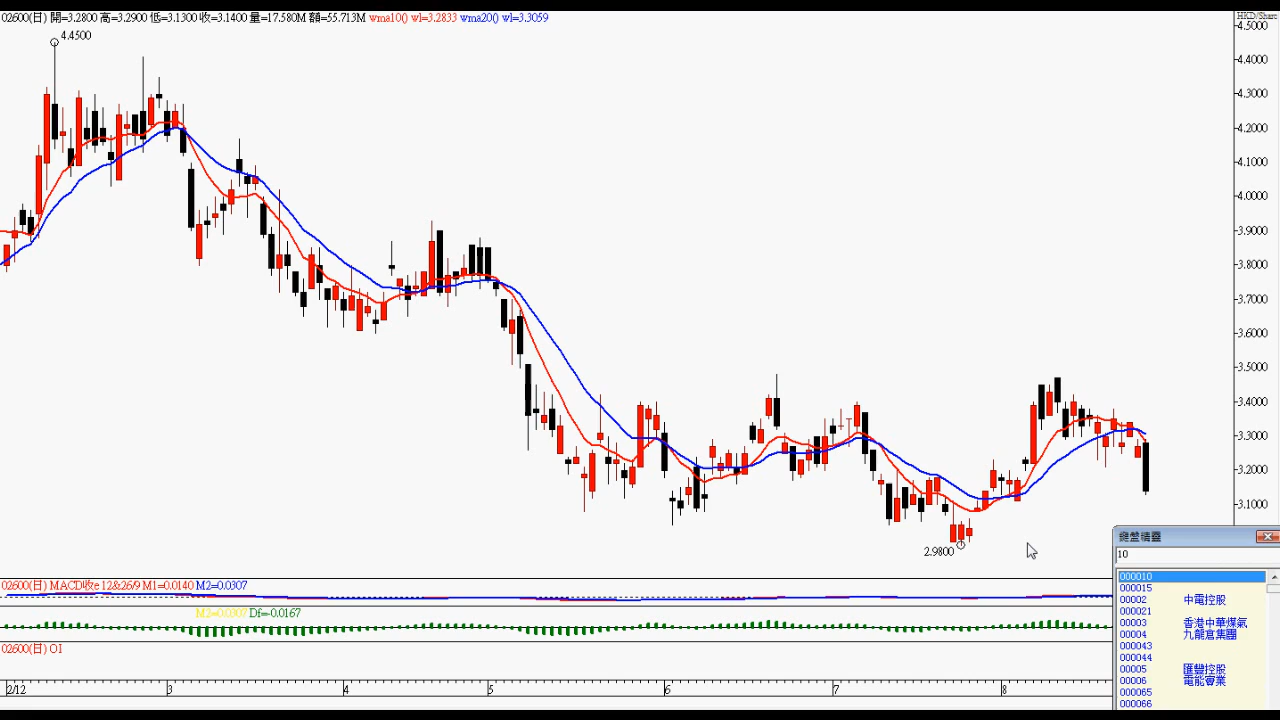 02600(日) 開=3.2800 高=3.2900 低=3.1300 收=3.1400 量=17.580M 額=55.713M wma10() wl=3.2833 wma20() wl=3.3059
HKD/Share
4.5000
4.4500
4.4000
4.3000
4.2000
4.1000
4.0000
3.9000
3.8000
3.7000
3.6000
3.5000
3.4000
3.3000
3.2000
3.1000
2.9800
鍵盤精靈
10
000010
000015
00002 中電控股
000021
00003 香港中華煤氣
00004 九龍倉集團
000043
000044
00005 匯豐控股
00006 電能實業
000065
000066
02600(日) MACD收e 12&26/9 M1=0.0140 M2=0.0307
M2=0.0307 Df=-0.0167
02600(日) OI
2/12 3 4 5 6 7 8